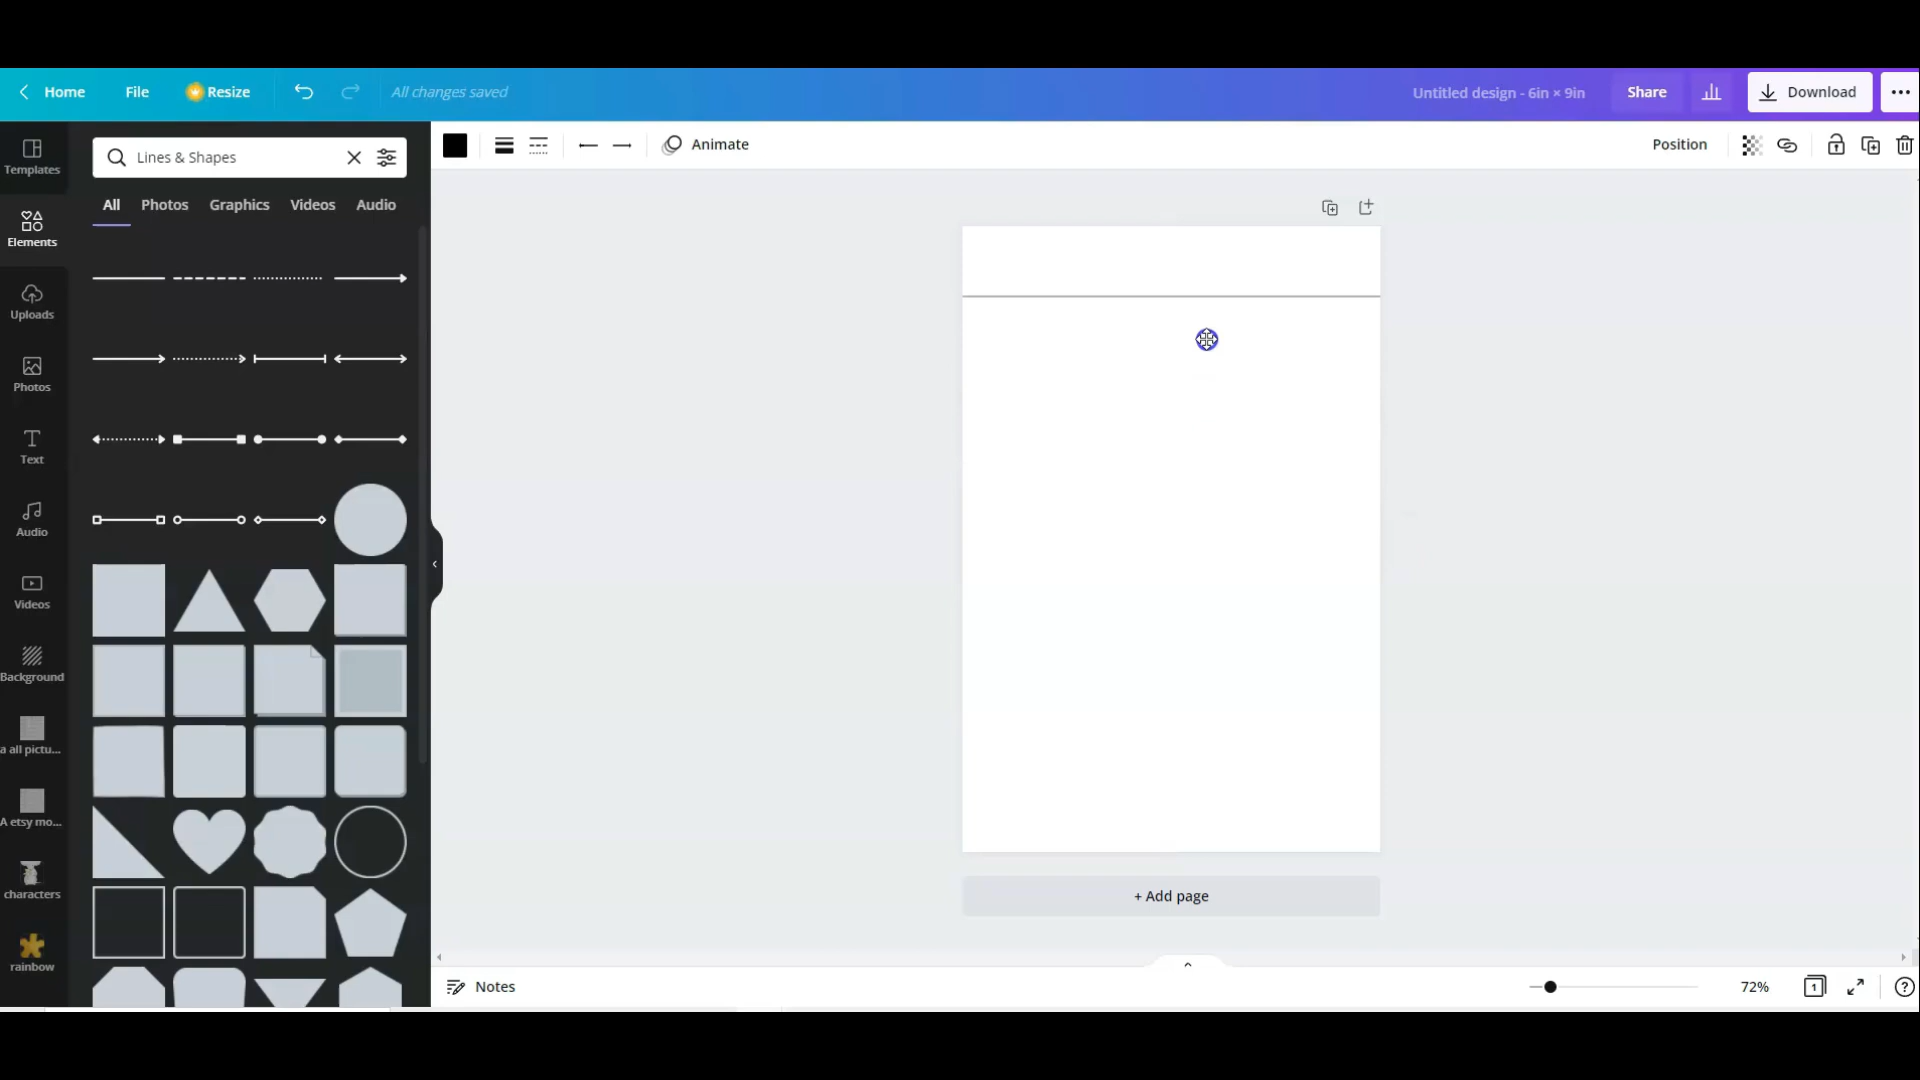 Home File Resize All changes saved Untitled design - 6in × 9in Share Download
Templates
Elements
Uploads
Photos
Text
Audio
Videos
Background
a all pictu...
A etsy mo...
characters
rainbow
Lines & Shapes
All Photos Graphics Videos Audio
Animate Position
+ Add page
Notes 72% 1 ?